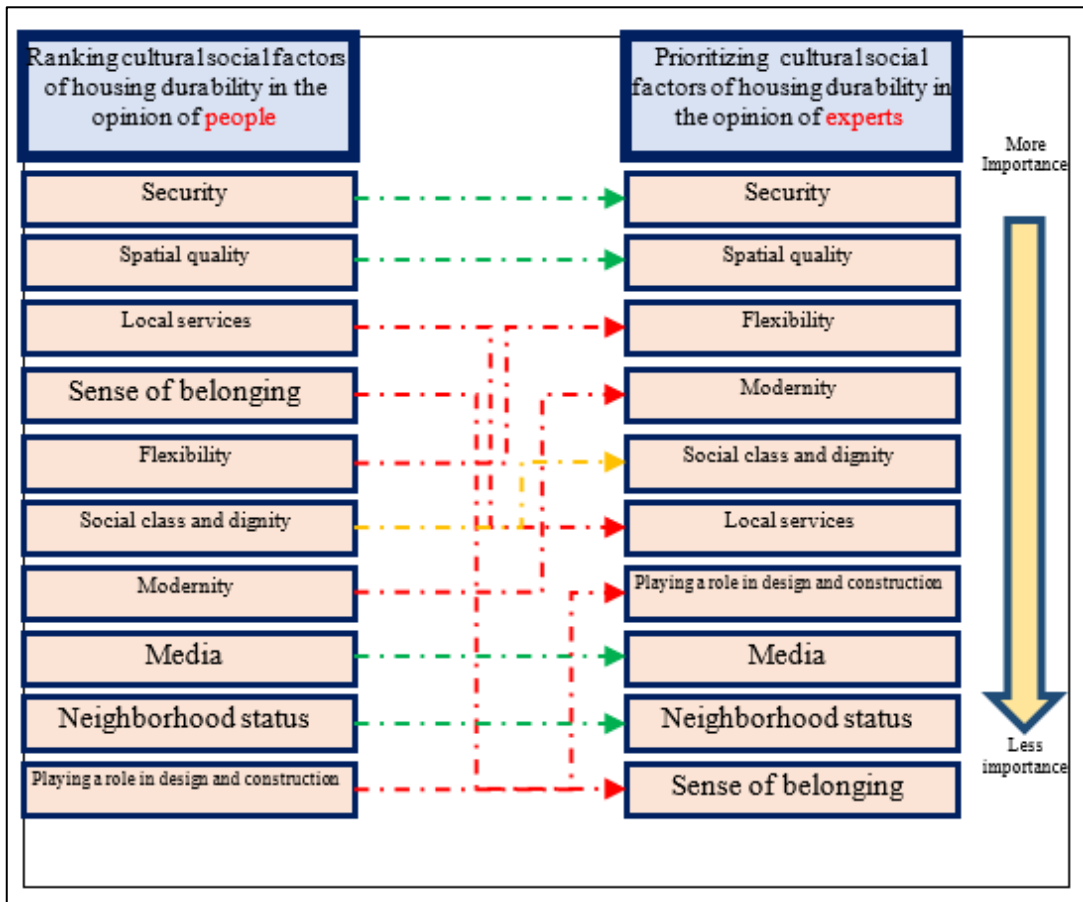 Ranking cultural social factors
of housing durability in the
opinion of people
Security
Spatial quality
Local services
Sense of belonging
Flexibility
Social class and dignity
Modernity
Media
Neighborhood status
Playing a role in design and construction
Prioritizing cultural social
factors of housing durability in
the opinion of experts
Security
Spatial quality
Flexibility
Modernity
Social class and dignity
Local services
Playing a role in design and construction
Media
Neighborhood status
Sense of belonging
More
Importance
Less
importance